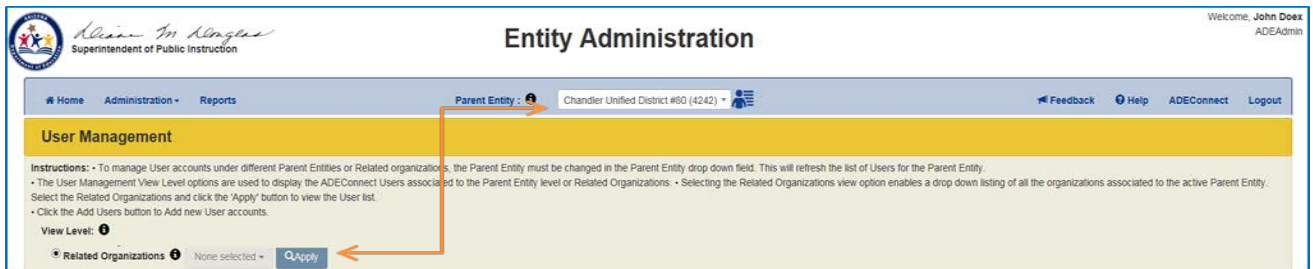 Welcome, John Doex
ADEAdmin
Diane M Douglas
Superintendent of Public Instruction
Entity Administration
Home Administration Reports Parent Entity : Chandler Unified District #80 (4242) Feedback Help ADEConnect Logout
User Management
Instructions: • To manage User accounts under different Parent Entities or Related organizations, the Parent Entity must be changed in the Parent Entity drop down field. This will refresh the list of Users for the Parent Entity.
• The User Management View Level options are used to display the ADEConnect Users associated to the Parent Entity level or Related Organizations. • Selecting the Related Organizations view option enables a drop down listing of all the organizations associated to the active Parent Entity.
Select the Related Organizations and click the 'Apply' button to view the User list.
• Click the Add Users button to Add new User accounts.
View Level:
Related Organizations None selected Apply